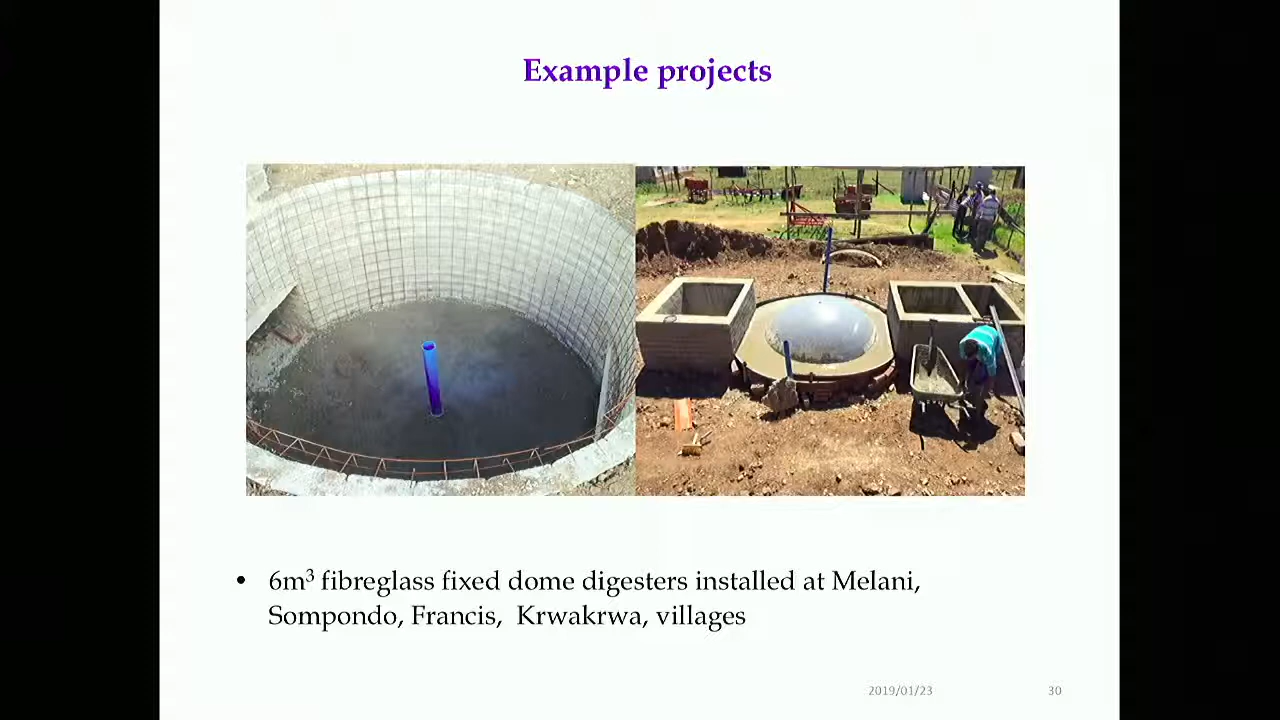 Example projects
• 6m³ fibreglass fixed dome digesters installed at Melani,
Sompondo, Francis,  Krwakrwa, villages
2019/01/23
30